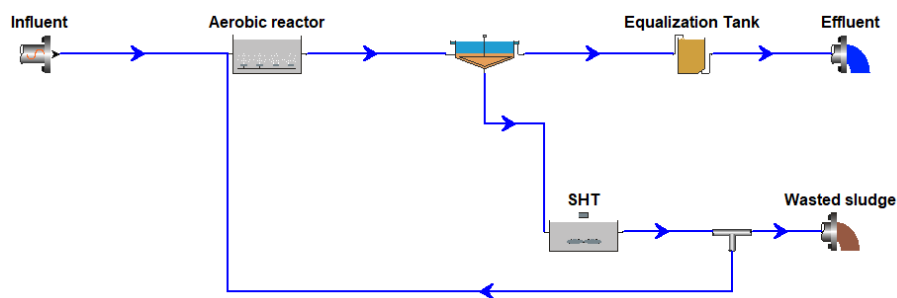 Influent
Aerobic reactor
Equalization Tank
Effluent
SHT
Wasted sludge